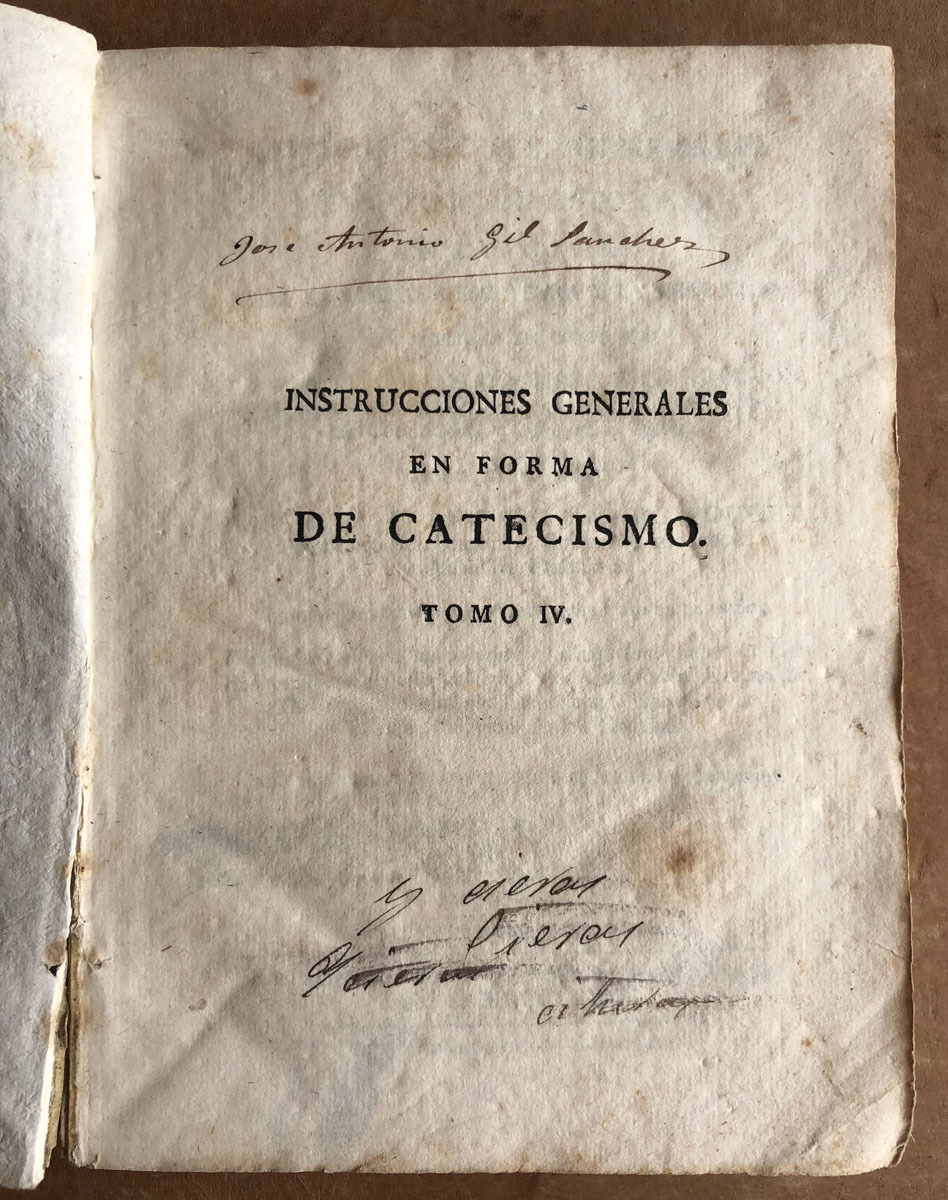 Jose Antonio Gil Sanchez
INSTRUCCIONES GENERALES
EN FORMA
DE CATECISMO.
TOMO IV.
y